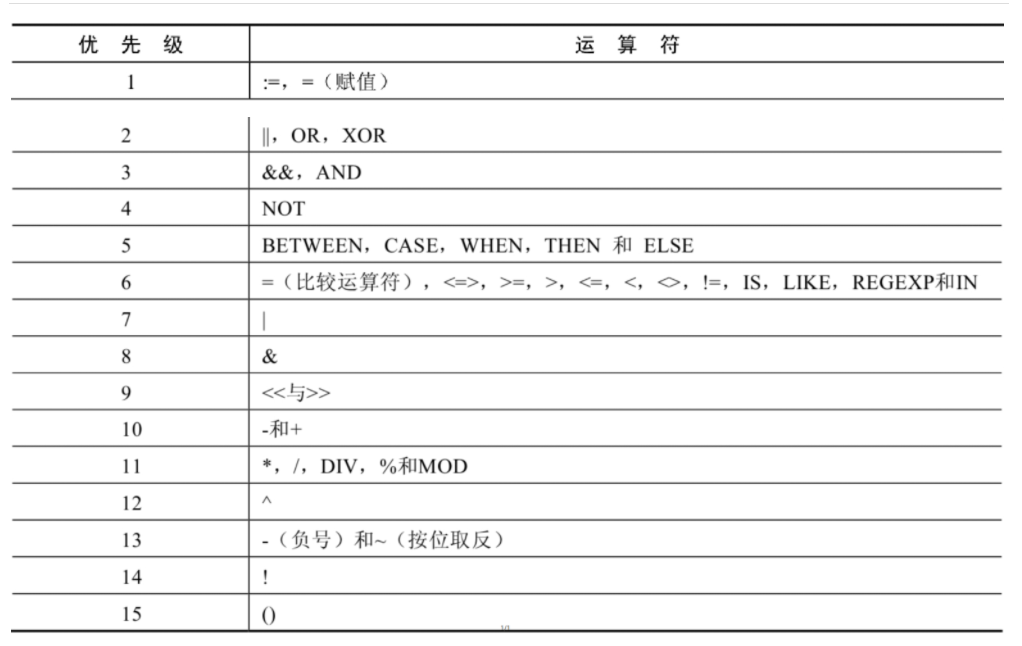 优 先 级 运 算 符
1 :=，=（赋值）
2 ||，OR，XOR
3 &&，AND
4 NOT
5 BETWEEN，CASE，WHEN，THEN 和 ELSE
6 =（比较运算符），<=>，>=，>，<=，<，<>，!=，IS，LIKE，REGEXP和IN
7 |
8 &
9 <<与>>
10 -和+
11 *，/，DIV，%和MOD
12 ^
13 -（负号）和~（按位取反）
14 !
15 ()